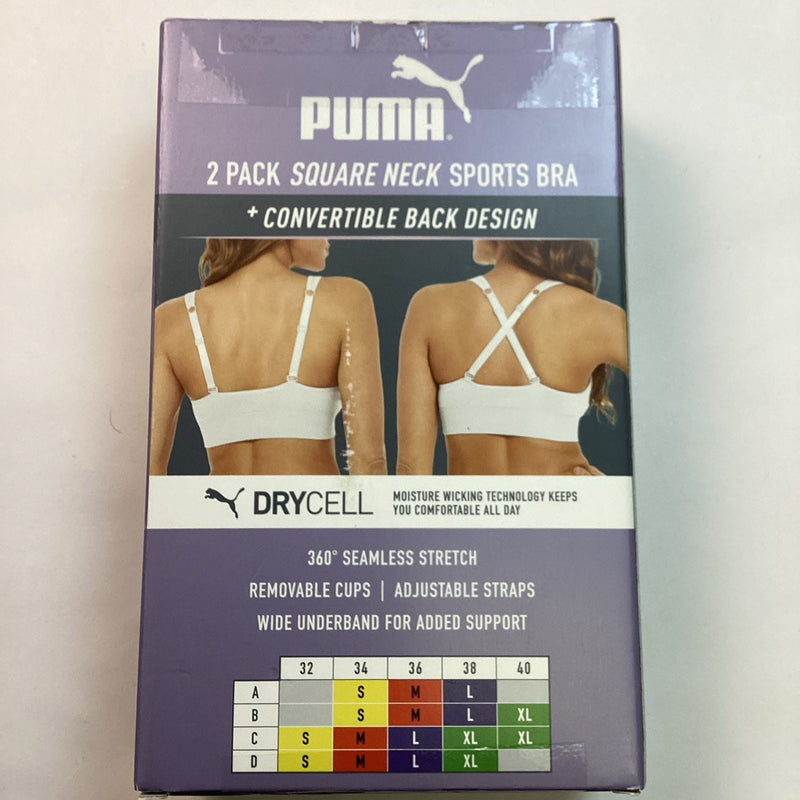 PUMA
2 PACK SQUARE NECK SPORTS BRA
+ CONVERTIBLE BACK DESIGN
DRYCELL
MOISTURE WICKING TECHNOLOGY KEEPS
YOU COMFORTABLE ALL DAY
360° SEAMLESS STRETCH
REMOVABLE CUPS | ADJUSTABLE STRAPS
WIDE UNDERBAND FOR ADDED SUPPORT
32 34 36 38 40
A S M L
B S M L XL
C S M L XL XL
D S M L XL